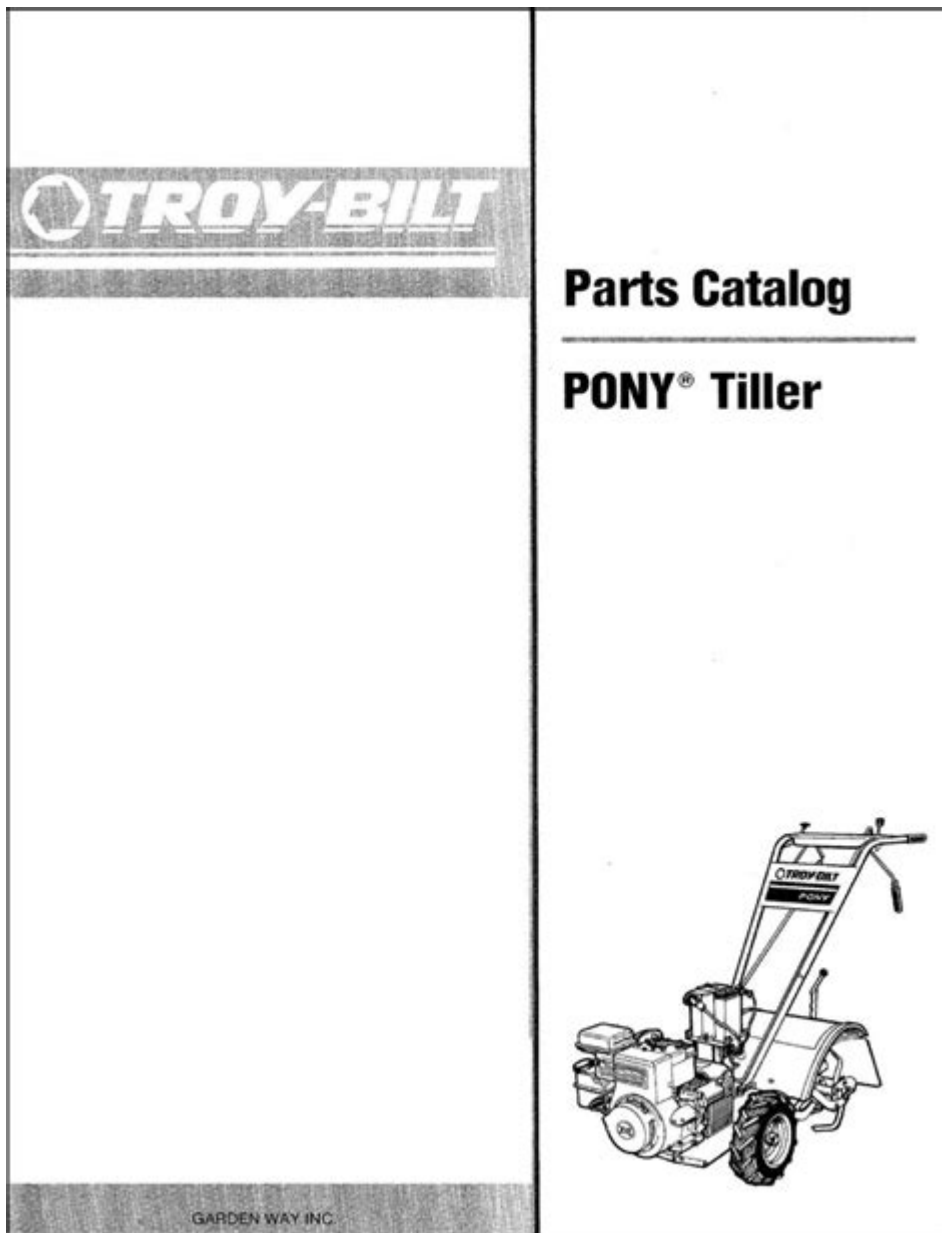 TROY-BILT
Parts Catalog
PONY® Tiller
TROY-BILT
PONY
GARDEN WAY INC.